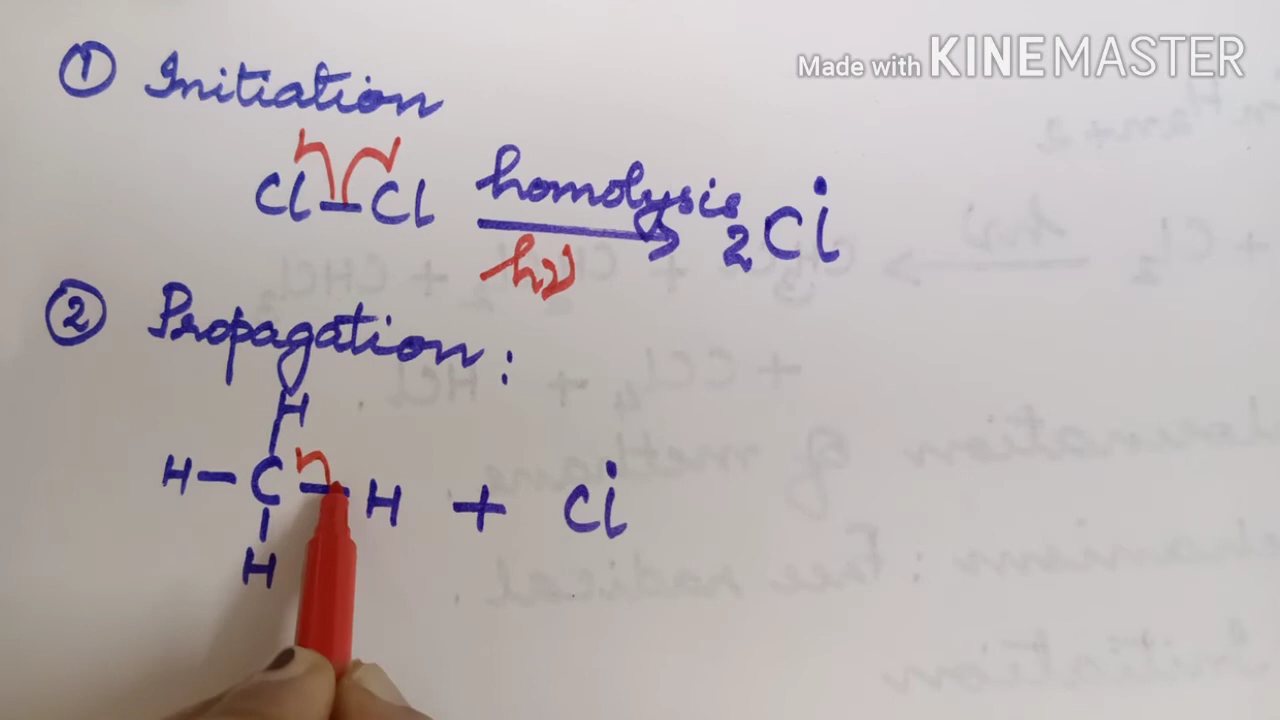 Made with KINEMASTER
① Initiation
Cl–Cl homolysis hν 2Cl•
② Propagation:
H
H–C–H + Cl•
H